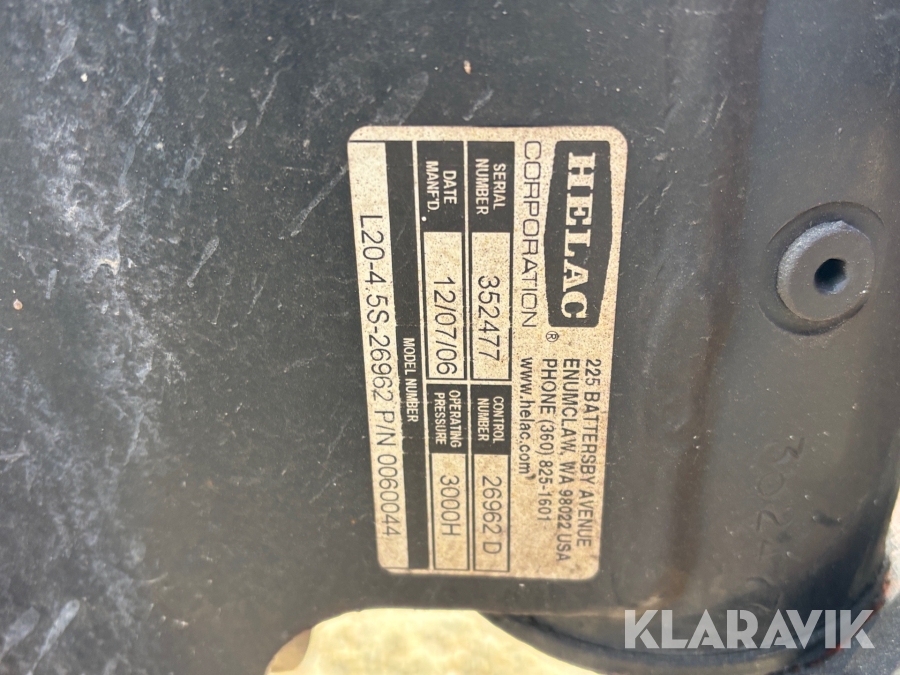 HELAC ®
CORPORATION
225 BATTERSBY AVENUE
ENUMCLAW, WA 98022 USA
PHONE (360) 825-1601
www.helac.com
SERIAL NUMBER 352477 CONTROL NUMBER 26962 D
DATE MANF'D. 12/07/06 OPERATING PRESSURE 3000H
MODEL NUMBER
L20-4.5S-26962 P/N 0060044
KLARAVIK